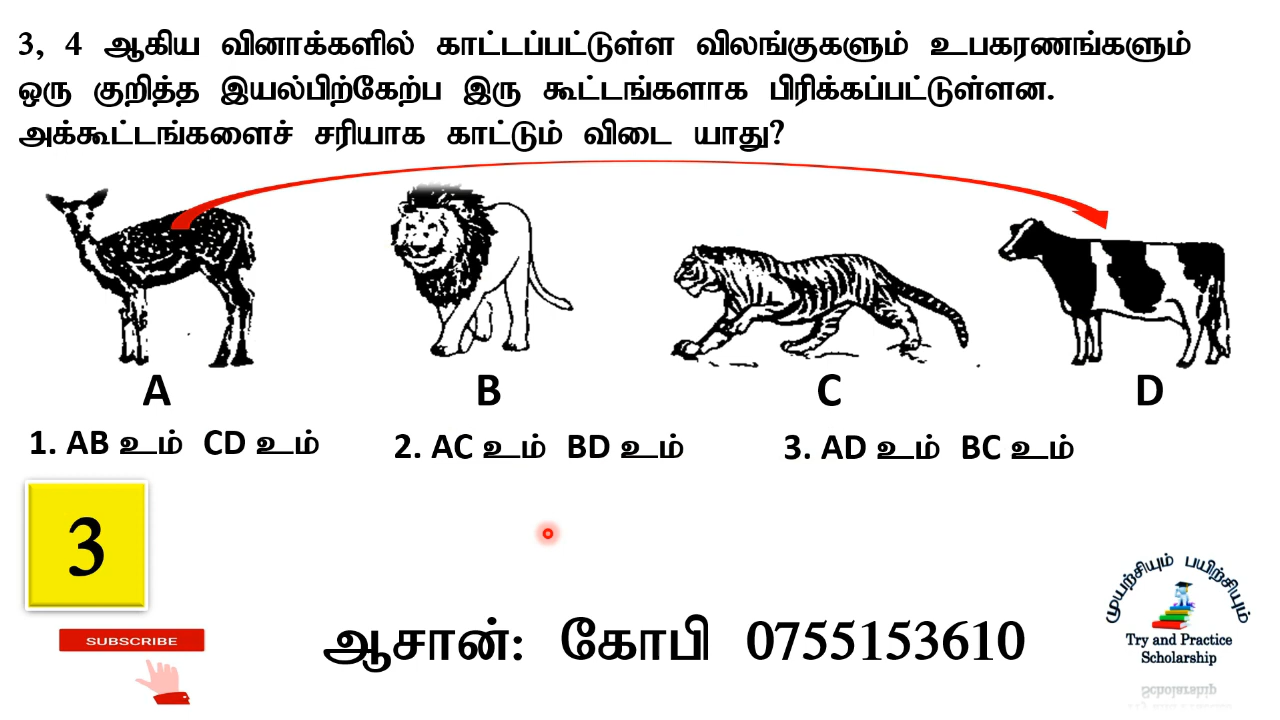 3, 4 ஆகிய வினாக்களில் காட்டப்பட்டுள்ள விலங்குகளும் உபகரணங்களும்
ஒரு குறித்த இயல்பிற்கேற்ப இரு கூட்டங்களாக பிரிக்கப்பட்டுள்ளன.
அக்கூட்டங்களைச் சரியாக காட்டும் விடை யாது?
A B C D
1. AB உம் CD உம் 2. AC உம் BD உம் 3. AD உம் BC உம்
3
SUBSCRIBE
ஆசான்: கோபி 0755153610
முயற்சியும் பயிற்சியும்
Try and Practice
Scholarship